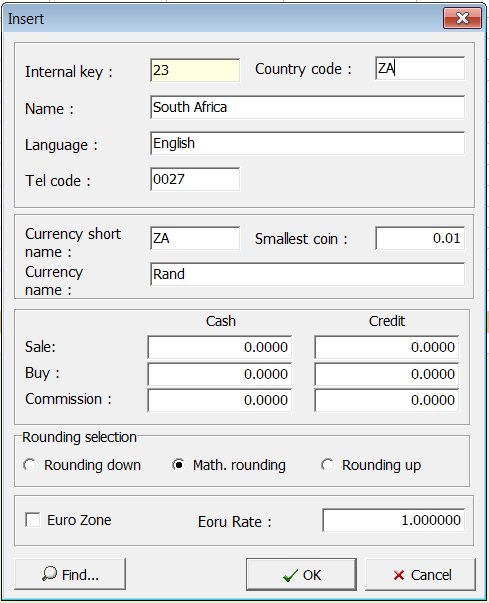 Insert
Internal key : 23 Country code : ZA
Name : South Africa
Language : English
Tel code : 0027
Currency short name : ZA Smallest coin : 0.01
Currency name : Rand
Cash Credit
Sale: 0.0000 0.0000
Buy : 0.0000 0.0000
Commission : 0.0000 0.0000
Rounding selection
Rounding down Math. rounding Rounding up
Euro Zone Eoru Rate : 1.000000
Find... OK Cancel